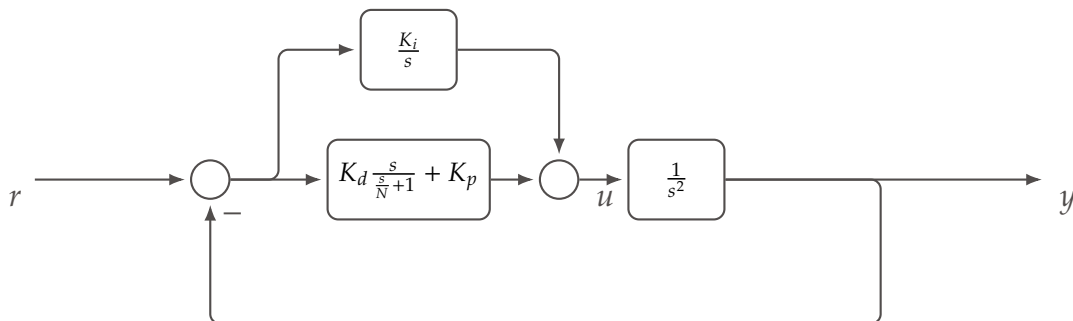 K_i/s
r
K_d s/(s/N+1) + K_p
u
1/s^2
y
−